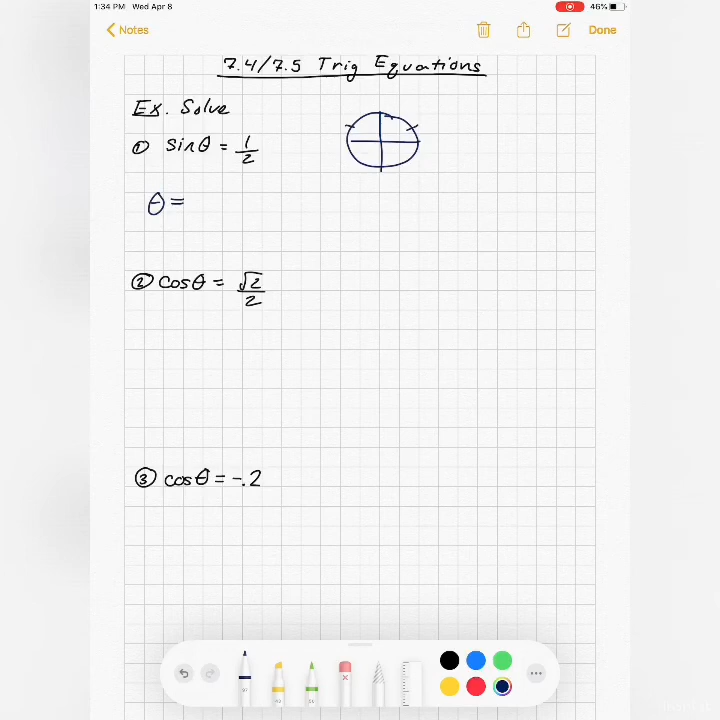 1:34 PM Wed Apr 8
46%
Notes
Done
7.4/7.5 Trig Equations
Ex. Solve
① sinθ = 1/2
θ =
② cosθ = √2/2
③ cosθ = -.2